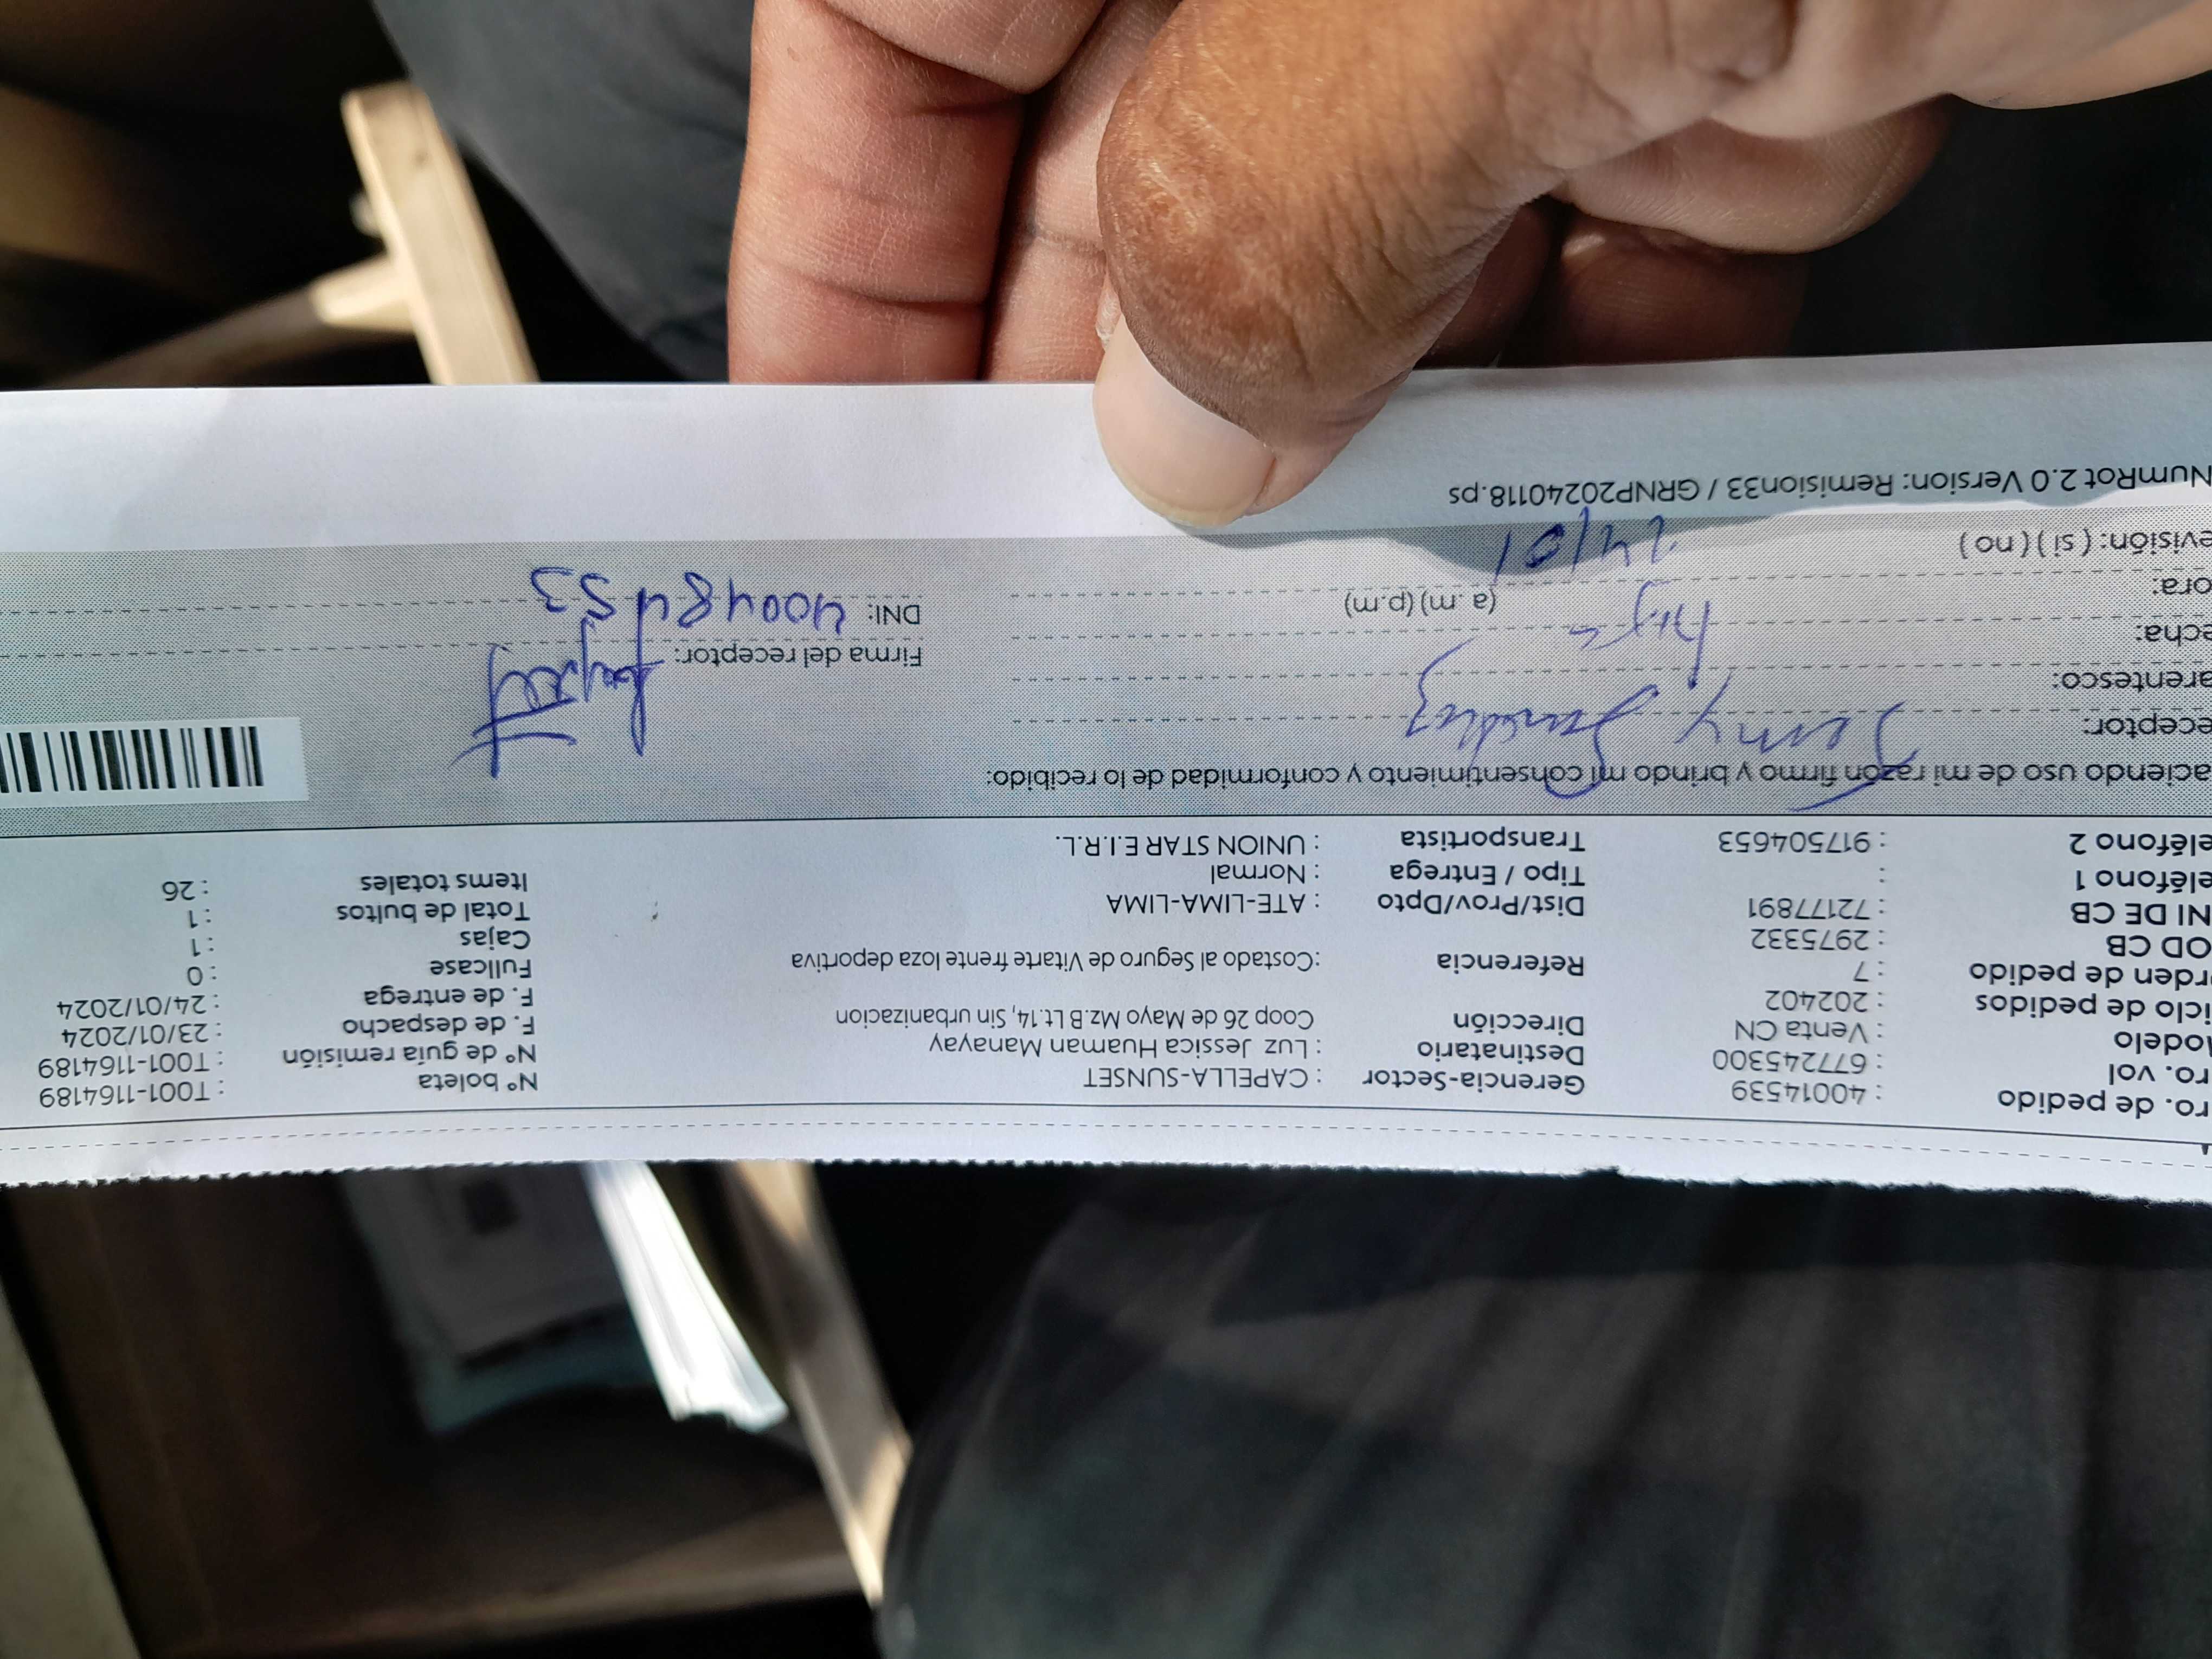 ro. de pedido : 40014539 Gerencia-Sector : CAPELLA-SUNSET Nº boleta : T001-1164189
ro. vol : 677245300 Destinatario : Luz Jessica Huaman Manayay Nº de guía remisión : T001-1164189
odelo : Venta CN Dirección Coop 26 de Mayo Mz.B Lt.14, Sin urbanizacion F. de despacho : 23/01/2024
iclo de pedidos : 202402 F. de entrega : 24/01/2024
rden de pedido : 7 Referencia :Costado al Seguro de Vitarte frente loza deportiva Fullcase : 0
OD CB : 2975332 Cajas : 1
NI DE CB : 72177891 Dist/Prov/Dpto : ATE-LIMA-LIMA Total de bultos : 1
eléfono 1 : Tipo / Entrega : Normal Items totales : 26
eléfono 2 : 917504653 Transportista : UNION STAR E.I.R.L.
aciendo uso de mi razón firmo y brindo mi consentimiento y conformidad de lo recibido:
eceptor: Jenny Sanchez
arentesco:
Firma del receptor:
echa:
ora: (a. m) (p.m) DNI: 40048453
evisión: ( si ) ( no ) 24/01
NumRot 2.0 Version: Remision33 / GRNP20240118.ps